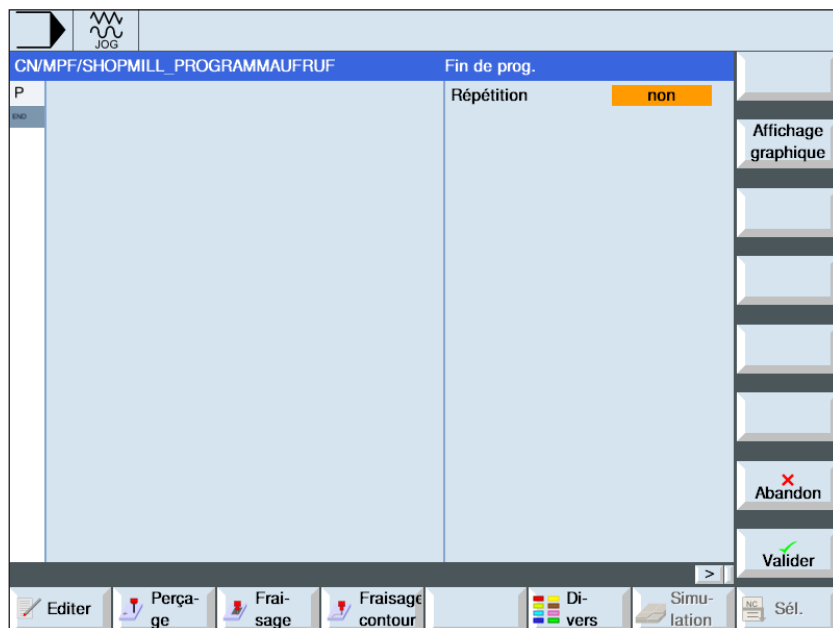 JOG
CN/MPF/SHOPMILL_PROGRAMMAUFRUF
Fin de prog.
P
END
Répétition
non
Affichage
graphique
Abandon
Valider
>
Editer
Perça-
ge
Frai-
sage
Fraisage
contour
Di-
vers
Simu-
lation
NC
Sél.